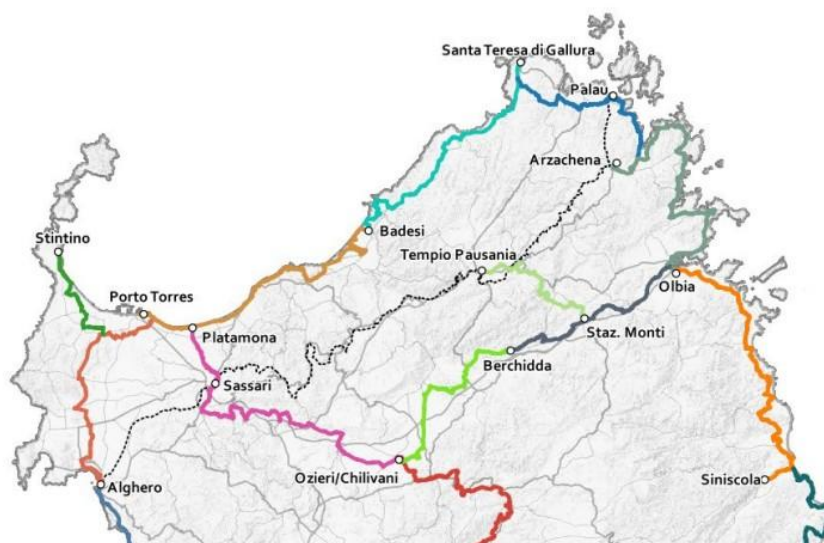 Santa Teresa di Gallura
Palau
Arzachena
Badesi
Stintino
Tempio Pausania
Olbia
Porto Torres
Platamona
Staz. Monti
Berchidda
Sassari
Ozieri/Chilivani
Siniscola
Alghero